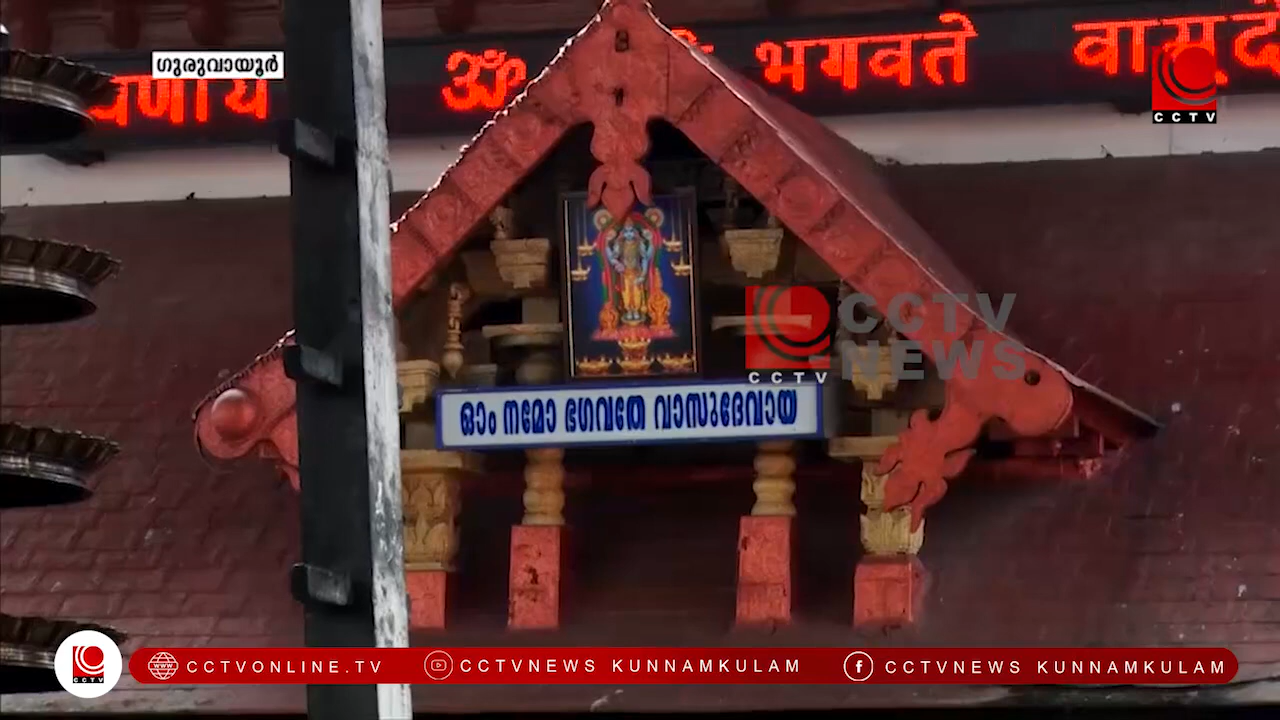 ഗുരുവായൂർ
ॐ
भगवते
CCTV
CCTV
CCTV NEWS
ഓം നമോ ഭഗവതേ വാസുദേവായ
CCTV
CCTVONLINE.TV
CCTVNEWS KUNNAMKULAM
CCTVNEWS KUNNAMKULAM